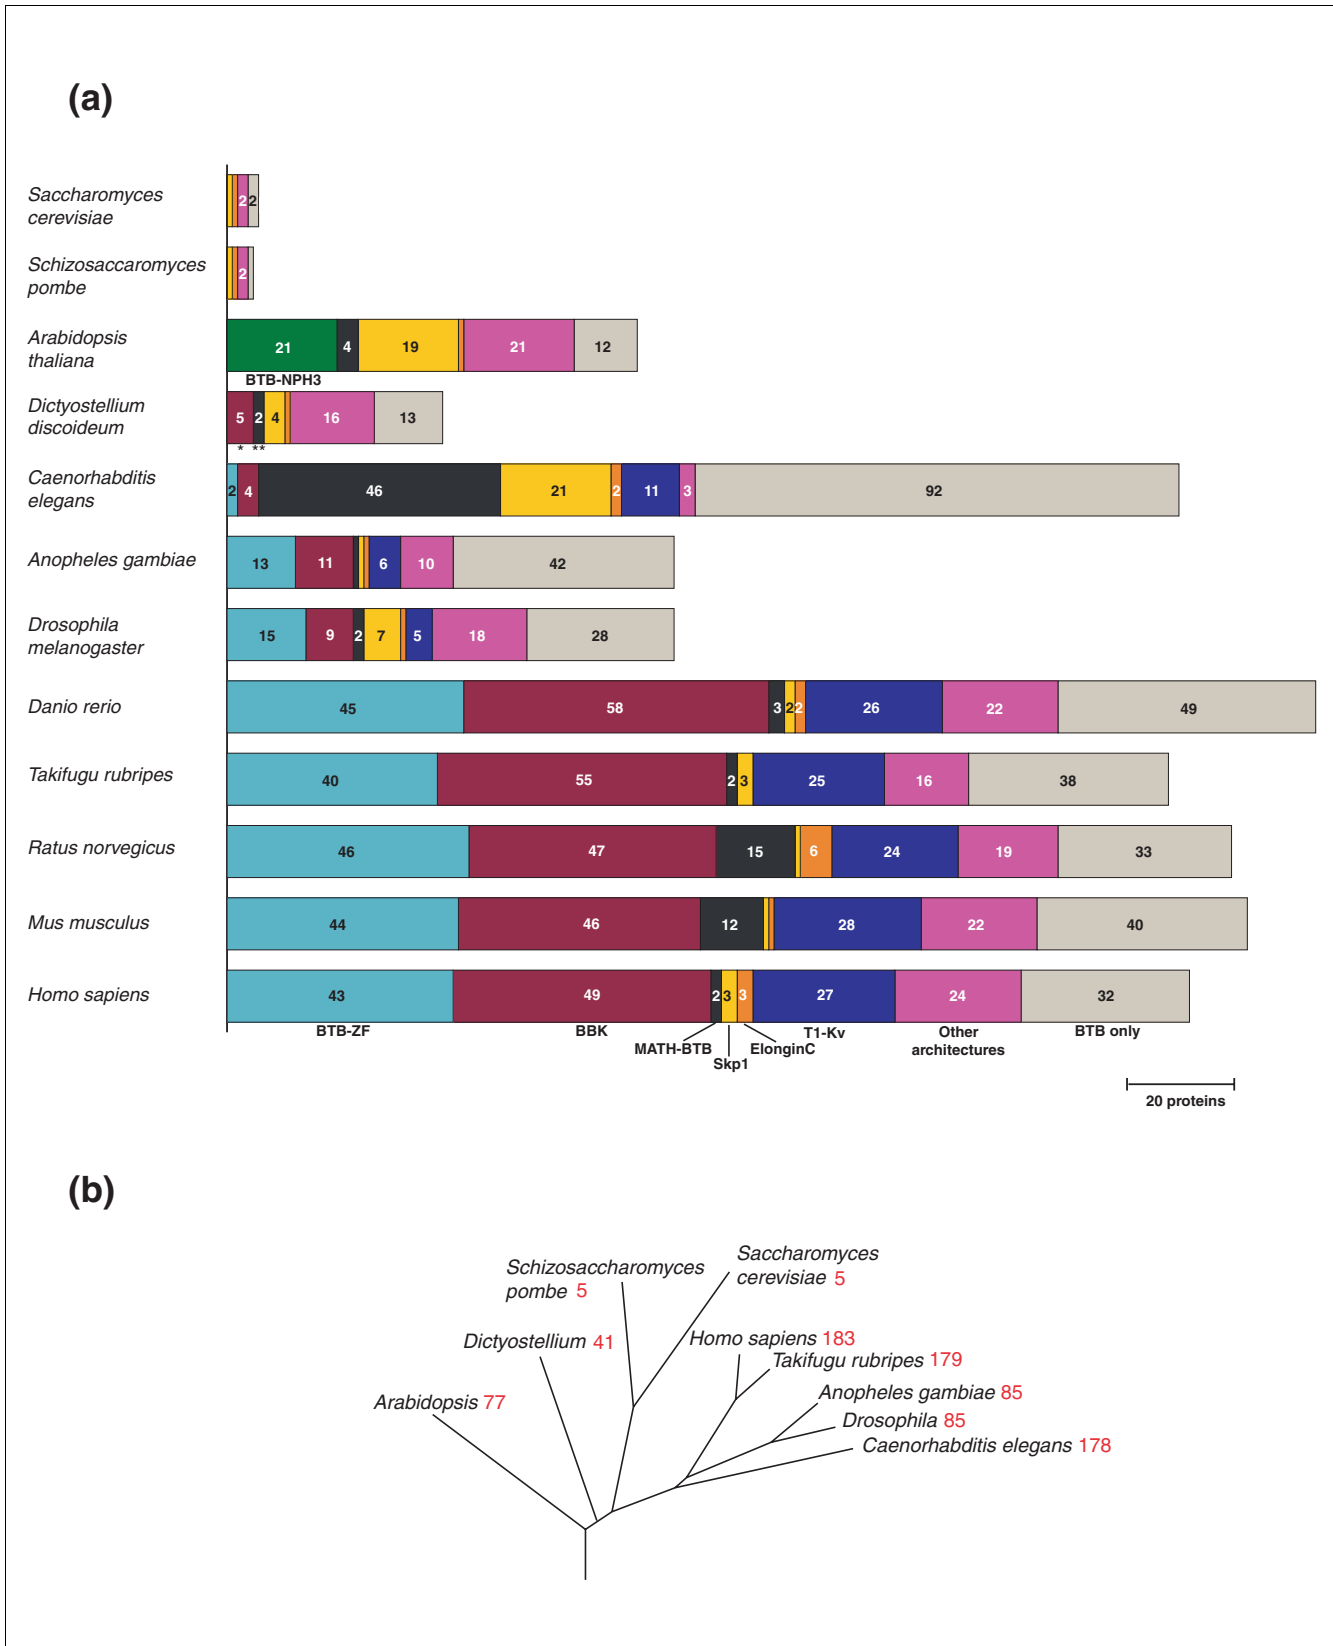 (a)
Saccharomyces
cerevisiae
2 2
Schizosaccaromyces
pombe
2
Arabidopsis
thaliana
21 4 19 21 12
BTB-NPH3
Dictyostellium
discoideum
5 2 4 16 13
* **
Caenorhabditis
elegans
2 4 46 21 2 11 3 92
Anopheles gambiae
13 11 6 10 42
Drosophila
melanogaster
15 9 2 7 5 18 28
Danio rerio
45 58 3 2 2 26 22 49
Takifugu rubripes
40 55 2 3 25 16 38
Ratus norvegicus
46 47 15 6 24 19 33
Mus musculus
44 46 12 28 22 40
Homo sapiens
43 49 2 3 3 27 24 32
BTB-ZF BBK MATH-BTB Skp1 ElonginC T1-Kv Other
architectures
BTB only
20 proteins
(b)
Schizosaccharomyces
pombe 5
Saccharomyces
cerevisiae 5
Dictyostellium 41
Homo sapiens 183
Takifugu rubripes 179
Arabidopsis 77
Anopheles gambiae 85
Drosophila 85
Caenorhabditis elegans 178